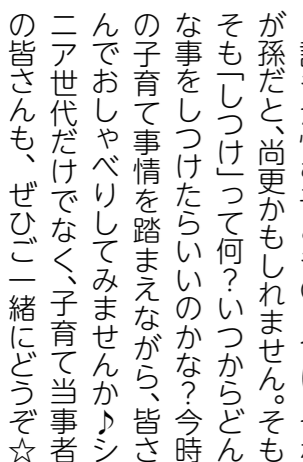 が孫だと、尚更かもしれません。そも
そも「しつけ」って何？いつからどん
な事をしつけたらいいのかな？今時
の子育て事情を踏まえながら、皆さ
んでおしゃべりしてみませんか♪シ
ニア世代だけでなく、子育て当事者
の皆さんも、ぜひご一緒にどうぞ☆